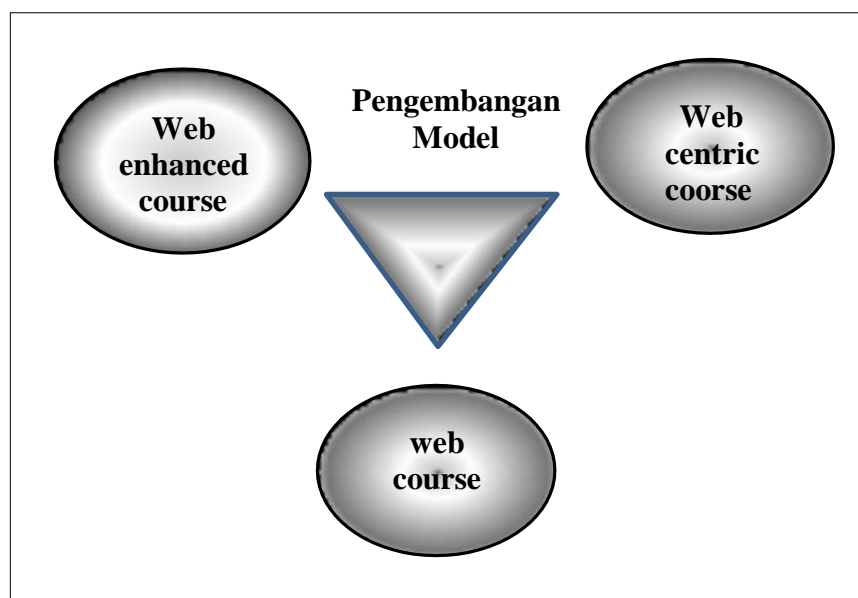 Web
enhanced
course
Pengembangan
Model
Web
centric
coorse
web
course